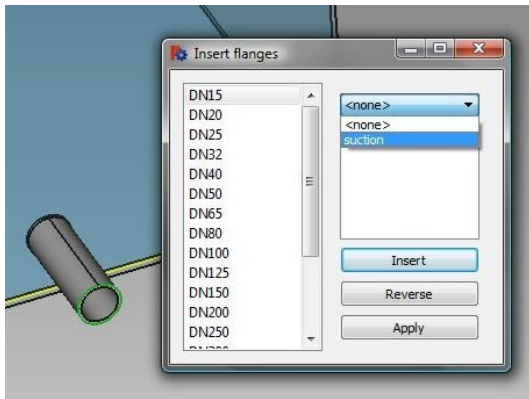 Insert flanges
DN15
DN20
DN25
DN32
DN40
DN50
DN65
DN80
DN100
DN125
DN150
DN200
DN250
<none>
<none>
suction
Insert
Reverse
Apply